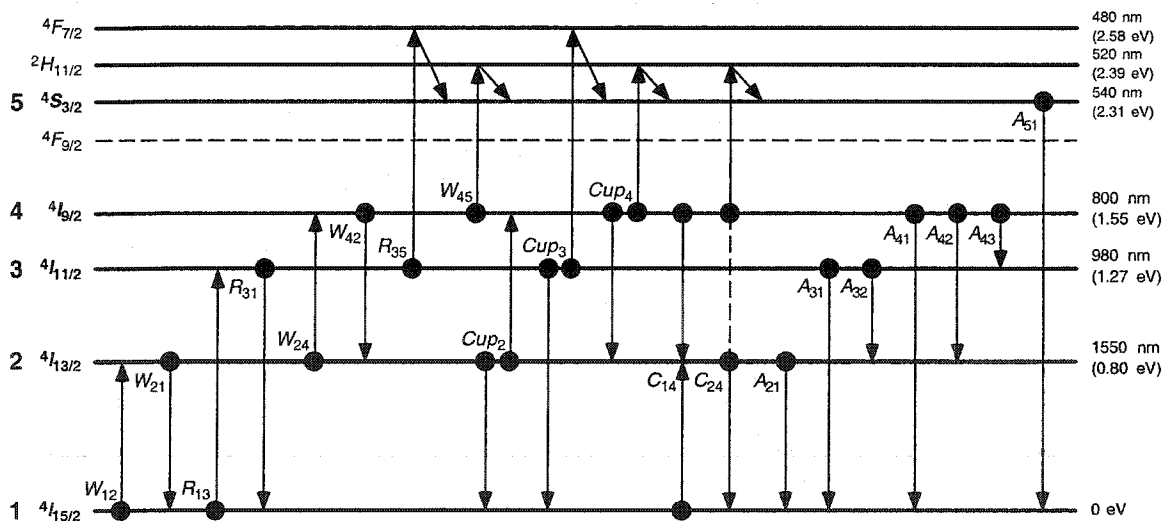 ⁴F₇/₂ 480 nm (2.58 eV)
²H₁₁/₂ 520 nm (2.39 eV)
5 ⁴S₃/₂ 540 nm (2.31 eV)
A₅₁
⁴F₉/₂
W₄₅ Cup₄
4 ⁴I₉/₂ 800 nm (1.55 eV)
W₄₂ R₃₅ Cup₃ A₄₁ A₄₂ A₄₃
3 ⁴I₁₁/₂ 980 nm (1.27 eV)
R₃₁ A₃₁ A₃₂
W₂₄ Cup₂
2 ⁴I₁₃/₂ 1550 nm (0.80 eV)
W₂₁ C₁₄ C₂₄ A₂₁
W₁₂ R₁₃
1 ⁴I₁₅/₂ 0 eV